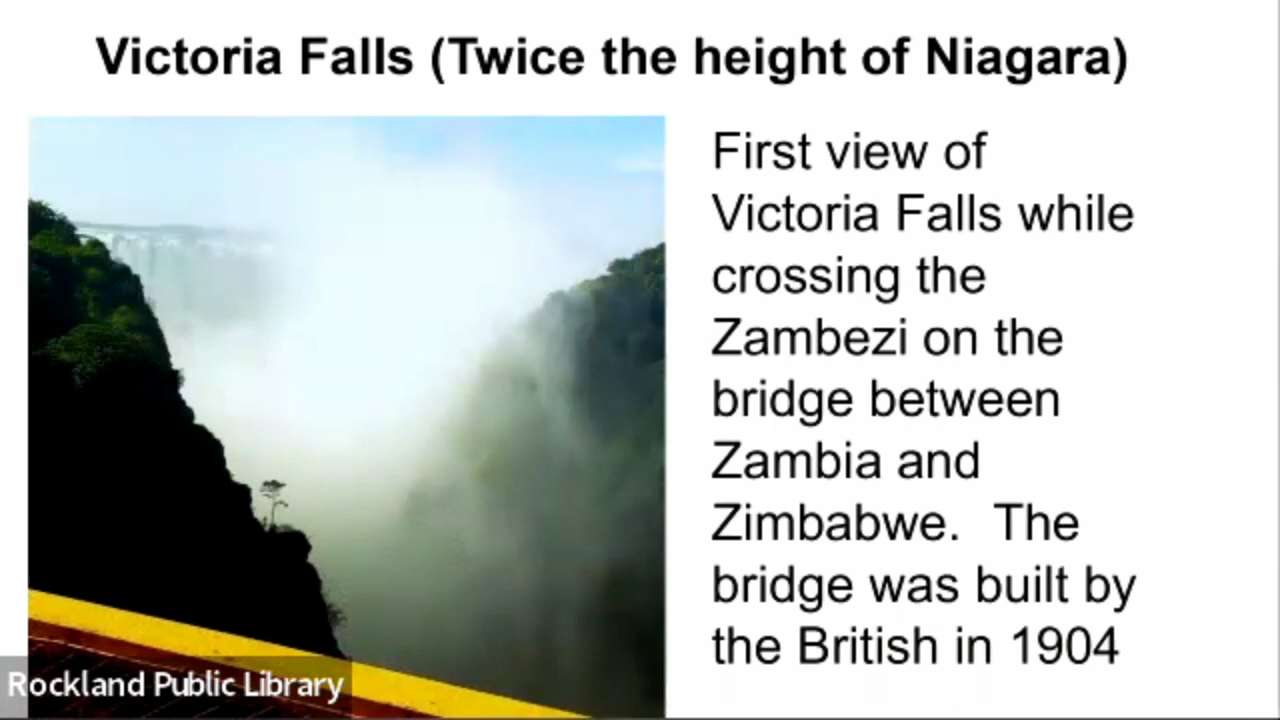 Victoria Falls (Twice the height of Niagara)
First view of
Victoria Falls while
crossing the
Zambezi on the
bridge between
Zambia and
Zimbabwe.  The
bridge was built by
the British in 1904
Rockland Public Library